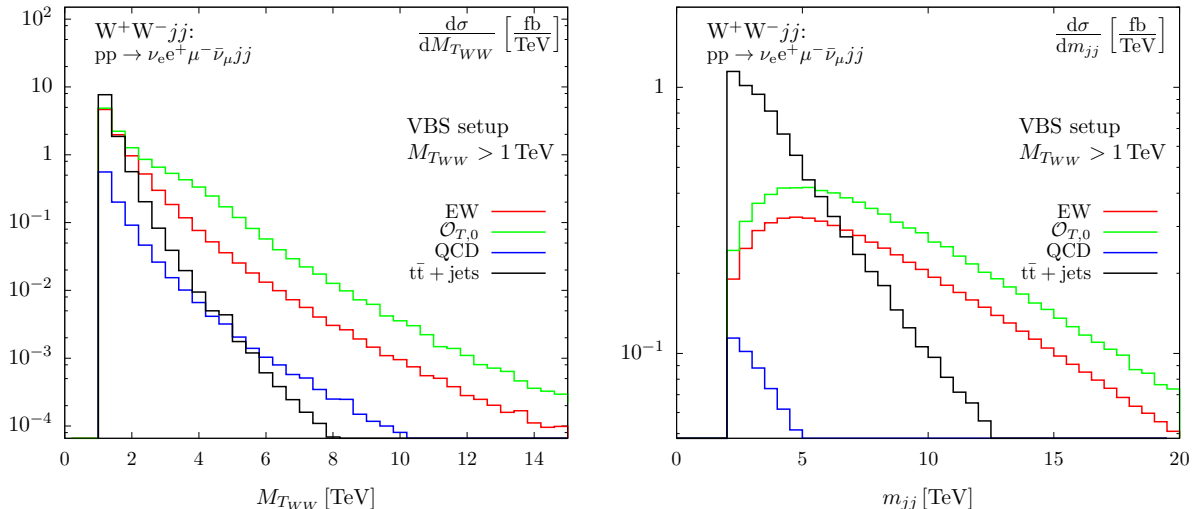 W⁺W⁻jj:
pp → νₑe⁺μ⁻ν̄_μjj
dσ/dM_{T_{WW}} [fb/TeV]
VBS setup
M_{T_{WW}} > 1 TeV
EW
𝒪_{T,0}
QCD
tt̄ + jets
10²
10
1
10⁻¹
10⁻²
10⁻³
10⁻⁴
0 2 4 6 8 10 12 14
M_{T_{WW}} [TeV]
W⁺W⁻jj:
pp → νₑe⁺μ⁻ν̄_μjj
dσ/dm_{jj} [fb/TeV]
VBS setup
M_{T_{WW}} > 1 TeV
EW
𝒪_{T,0}
QCD
tt̄ + jets
1
10⁻¹
0 5 10 15 20
m_{jj} [TeV]